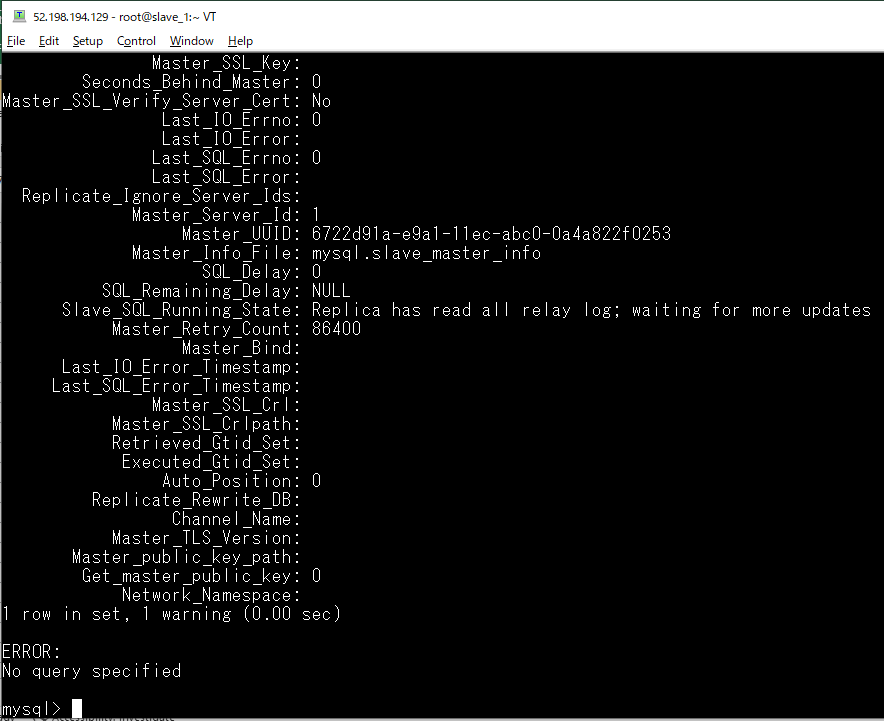 52.198.194.129 - root@slave_1:~ VT
File Edit Setup Control Window Help
Master_SSL_Key:
Seconds_Behind_Master: 0
Master_SSL_Verify_Server_Cert: No
Last_IO_Errno: 0
Last_IO_Error:
Last_SQL_Errno: 0
Last_SQL_Error:
Replicate_Ignore_Server_Ids:
Master_Server_Id: 1
Master_UUID: 6722d91a-e9a1-11ec-abc0-0a4a822f0253
Master_Info_File: mysql.slave_master_info
SQL_Delay: 0
SQL_Remaining_Delay: NULL
Slave_SQL_Running_State: Replica has read all relay log; waiting for more updates
Master_Retry_Count: 86400
Master_Bind:
Last_IO_Error_Timestamp:
Last_SQL_Error_Timestamp:
Master_SSL_Crl:
Master_SSL_Crlpath:
Retrieved_Gtid_Set:
Executed_Gtid_Set:
Auto_Position: 0
Replicate_Rewrite_DB:
Channel_Name:
Master_TLS_Version:
Master_public_key_path:
Get_master_public_key: 0
Network_Namespace:
1 row in set, 1 warning (0.00 sec)
ERROR:
No query specified
mysql>